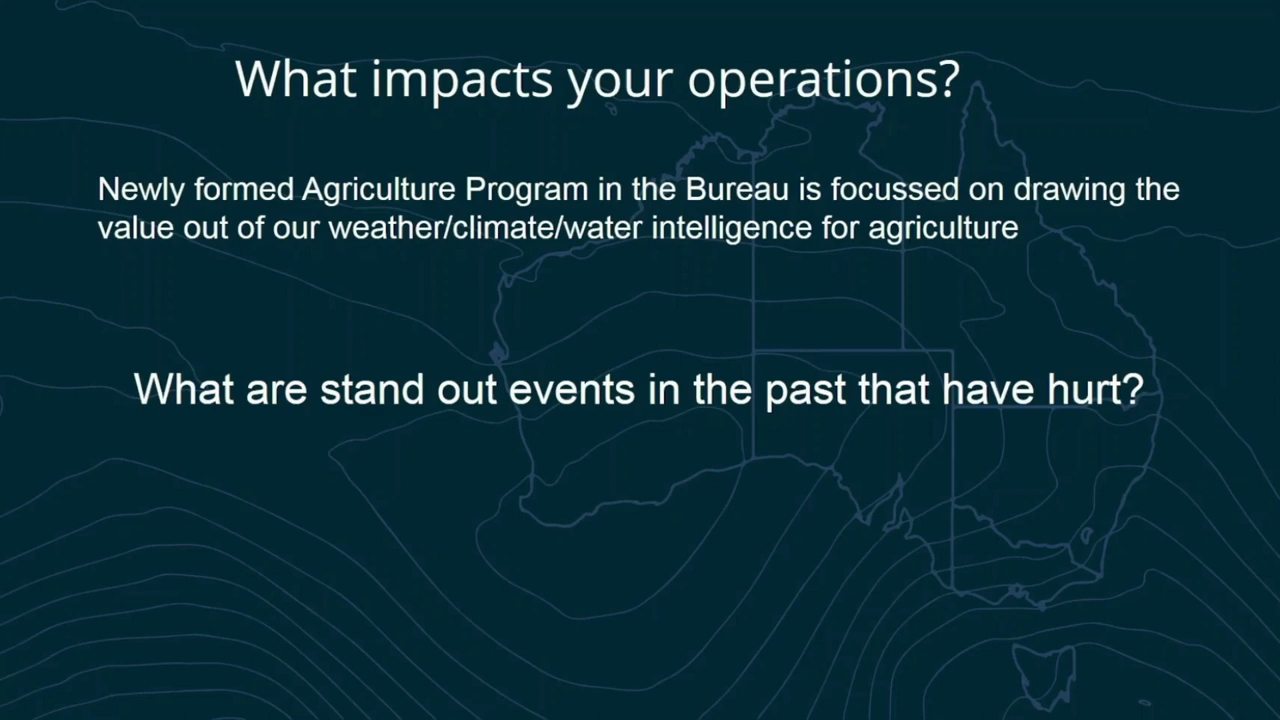 What impacts your operations?
Newly formed Agriculture Program in the Bureau is focussed on drawing the
value out of our weather/climate/water intelligence for agriculture
What are stand out events in the past that have hurt?